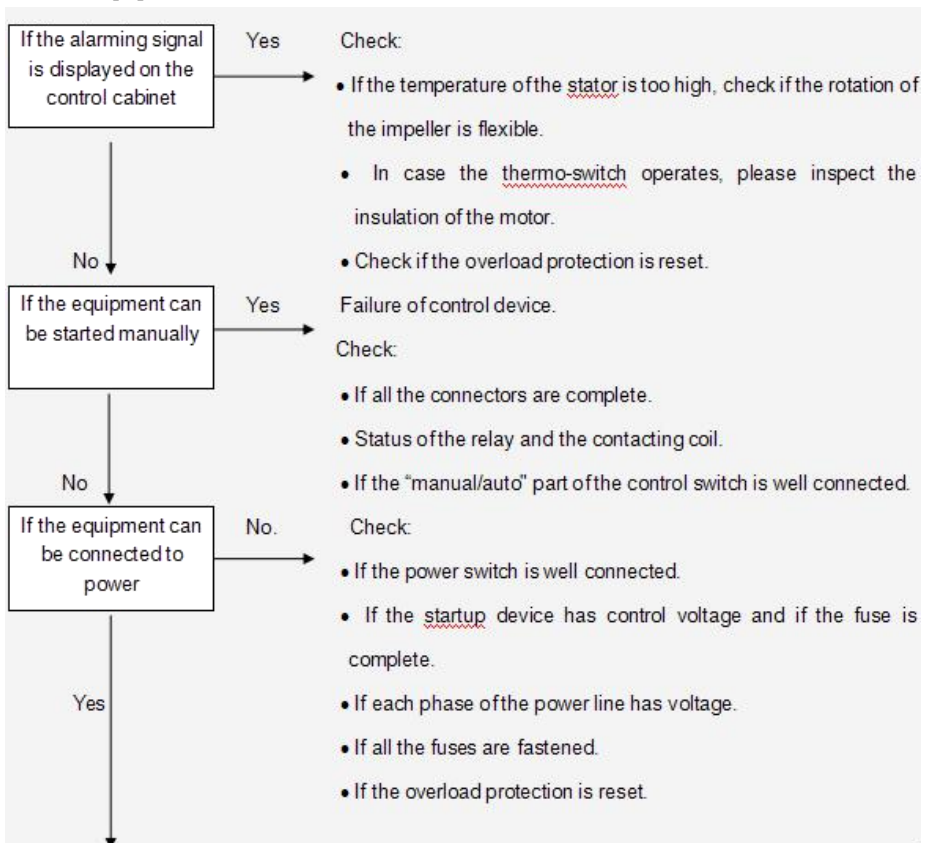 If the alarming signal
is displayed on the
control cabinet
Yes
Check:
• If the temperature of the stator is too high, check if the rotation of
the impeller is flexible.
• In case the thermo-switch operates, please inspect the
insulation of the motor.
• Check if the overload protection is reset.
No
If the equipment can
be started manually
Yes
Failure of control device.
Check:
• If all the connectors are complete.
• Status of the relay and the contacting coil.
• If the “manual/auto” part of the control switch is well connected.
No
If the equipment can
be connected to
power
No.
Check:
• If the power switch is well connected.
• If the startup device has control voltage and if the fuse is
complete.
• If each phase of the power line has voltage.
• If all the fuses are fastened.
• If the overload protection is reset.
Yes